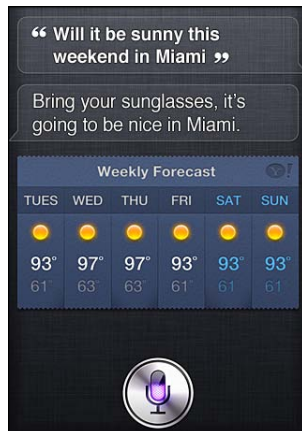 “ Will it be sunny this
weekend in Miami ”
Bring your sunglasses, it's
going to be nice in Miami.
Weekly Forecast Y!
TUES WED THU FRI SAT SUN
93° 97° 97° 93° 93° 93°
61° 63° 63° 61° 61 61